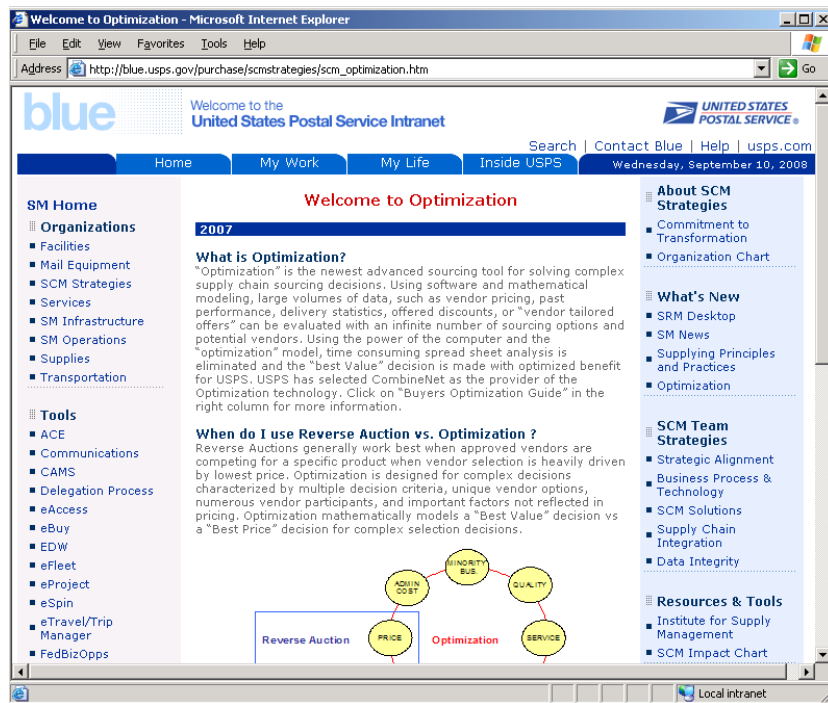 Welcome to Optimization - Microsoft Internet Explorer
File Edit View Favorites Tools Help
Address http://blue.usps.gov/purchase/scmstrategies/scm_optimization.htm Go
blue
Welcome to the
United States Postal Service Intranet
UNITED STATES
POSTAL SERVICE ®
Search | Contact Blue | Help | usps.com
Home My Work My Life Inside USPS Wednesday, September 10, 2008
SM Home
Organizations
Facilities
Mail Equipment
SCM Strategies
Services
SM Infrastructure
SM Operations
Supplies
Transportation
Tools
ACE
Communications
CAMS
Delegation Process
eAccess
eBuy
EDW
eFleet
eProject
eSpin
eTravel/Trip
Manager
FedBizOpps
Welcome to Optimization
2007
What is Optimization?
"Optimization" is the newest advanced sourcing tool for solving complex
supply chain sourcing decisions. Using software and mathematical
modeling, large volumes of data, such as vendor pricing, past
performance, delivery statistics, offered discounts, or "vendor tailored
offers" can be evaluated with an infinite number of sourcing options and
potential vendors. Using the power of the computer and the
"optimization" model, time consuming spread sheet analysis is
eliminated and the "best Value" decision is made with optimized benefit
for USPS. USPS has selected CombineNet as the provider of the
Optimization technology. Click on "Buyers Optimization Guide" in the
right column for more information.
When do I use Reverse Auction vs. Optimization ?
Reverse Auctions generally work best when approved vendors are
competing for a specific product when vendor selection is heavily driven
by lowest price. Optimization is designed for complex decisions
characterized by multiple decision criteria, unique vendor options,
numerous vendor participants, and important factors not reflected in
pricing. Optimization mathematically models a "Best Value" decision vs
a "Best Price" decision for complex selection decisions.
MINORITY
BUS.
ADMIN
COST
QUALITY
Reverse Auction
PRICE
Optimization
SERVICE
About SCM
Strategies
Commitment to
Transformation
Organization Chart
What's New
SRM Desktop
SM News
Supplying Principles
and Practices
Optimization
SCM Team
Strategies
Strategic Alignment
Business Process &
Technology
SCM Solutions
Supply Chain
Integration
Data Integrity
Resources & Tools
Institute for Supply
Management
SCM Impact Chart
Local intranet